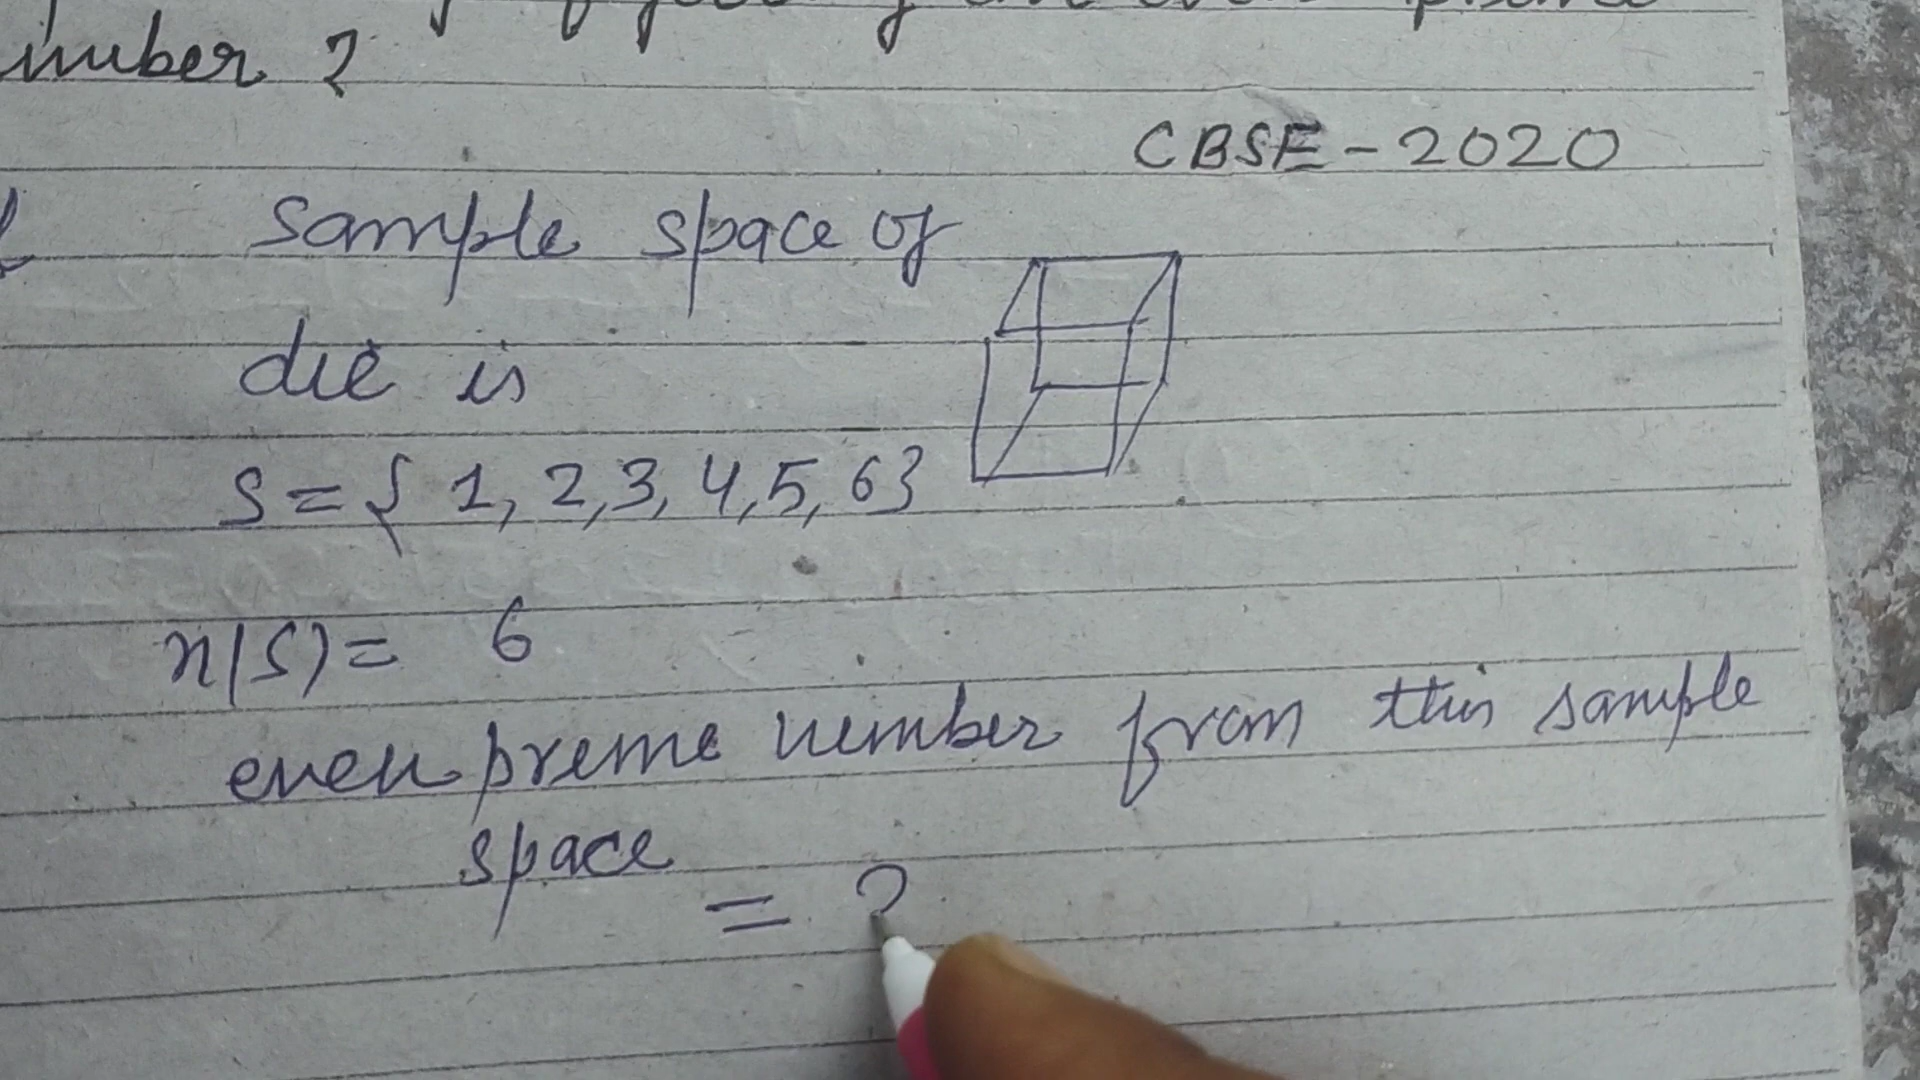 number ?
CBSE - 2020
Sample space of
die is
S = { 1, 2, 3, 4, 5, 6 }
n(S) = 6
even preme number from this sample
space
= 2